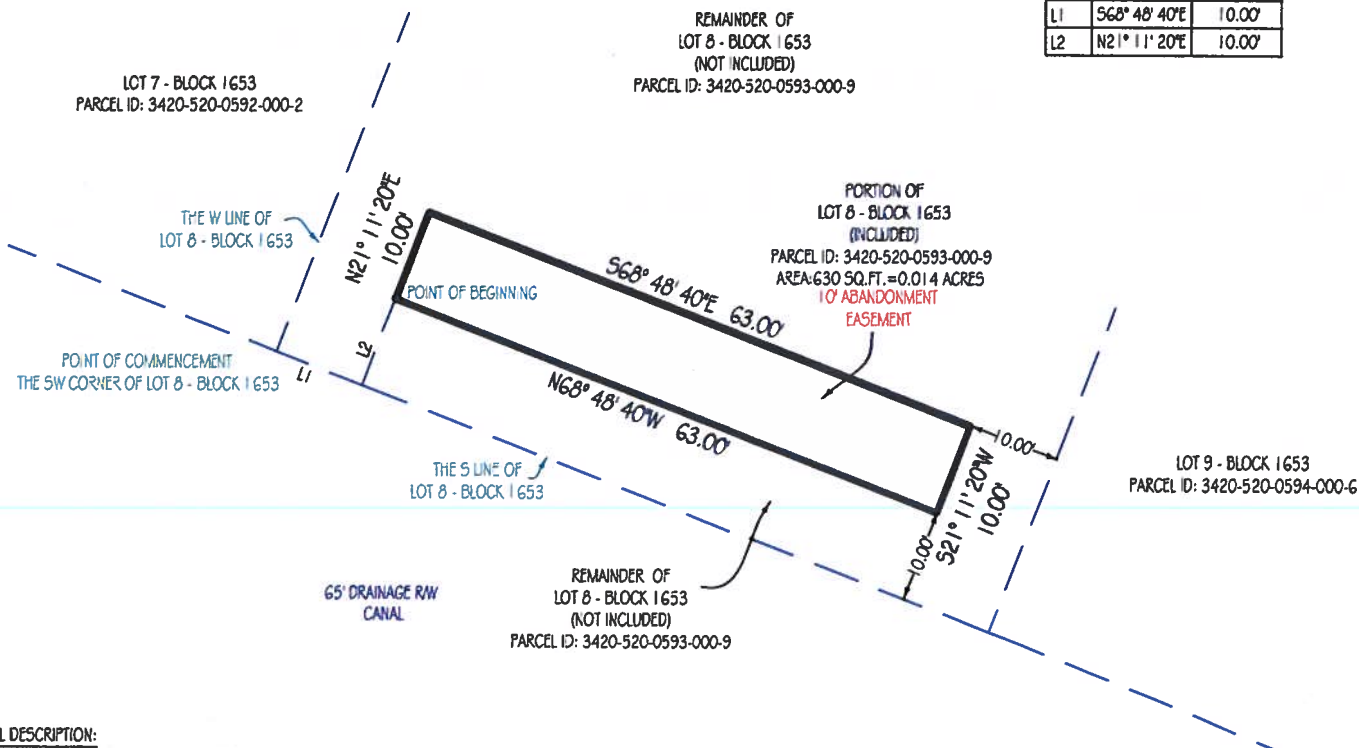 REMAINDER OF
LOT 8 - BLOCK 1653
(NOT INCLUDED)
PARCEL ID: 3420-520-0593-000-9
L1 S68° 48' 40"E 10.00'
L2 N21° 11' 20"E 10.00'
LOT 7 - BLOCK 1653
PARCEL ID: 3420-520-0592-000-2
THE W LINE OF
LOT 8 - BLOCK 1653
N21° 11' 20"E
10.00'
PORTION OF
LOT 8 - BLOCK 1653
(INCLUDED)
PARCEL ID: 3420-520-0593-000-9
AREA:630 SQ.FT.=0.014 ACRES
10' ABANDONMENT
EASEMENT
S68° 48' 40"E 63.00'
POINT OF BEGINNING
POINT OF COMMENCEMENT
THE SW CORNER OF LOT 8 - BLOCK 1653
L1
L2
N68° 48' 40"W 63.00'
10.00'
S21° 11' 20"W
10.00'
10.00'
LOT 9 - BLOCK 1653
PARCEL ID: 3420-520-0594-000-6
THE S LINE OF
LOT 8 - BLOCK 1653
65' DRAINAGE R/W
CANAL
REMAINDER OF
LOT 8 - BLOCK 1653
(NOT INCLUDED)
PARCEL ID: 3420-520-0593-000-9
L DESCRIPTION: